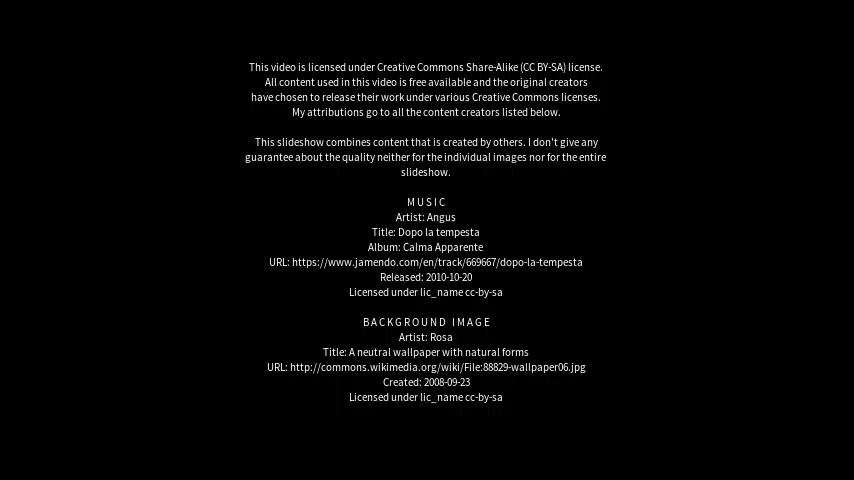 This video is licensed under Creative Commons Share-Alike (CC BY-SA) license.
All content used in this video is free available and the original creators
have chosen to release their work under various Creative Commons licenses.
My attributions go to all the content creators listed below.
This slideshow combines content that is created by others. I don't give any
guarantee about the quality neither for the individual images nor for the entire
slideshow.
MUSIC
Artist: Angus
Title: Dopo la tempesta
Album: Calma Apparente
URL: https://www.jamendo.com/en/track/669667/dopo-la-tempesta
Released: 2010-10-20
Licensed under lic_name cc-by-sa
BACKGROUND IMAGE
Artist: Rosa
Title: A neutral wallpaper with natural forms
URL: http://commons.wikimedia.org/wiki/File:88829-wallpaper06.jpg
Created: 2008-09-23
Licensed under lic_name cc-by-sa